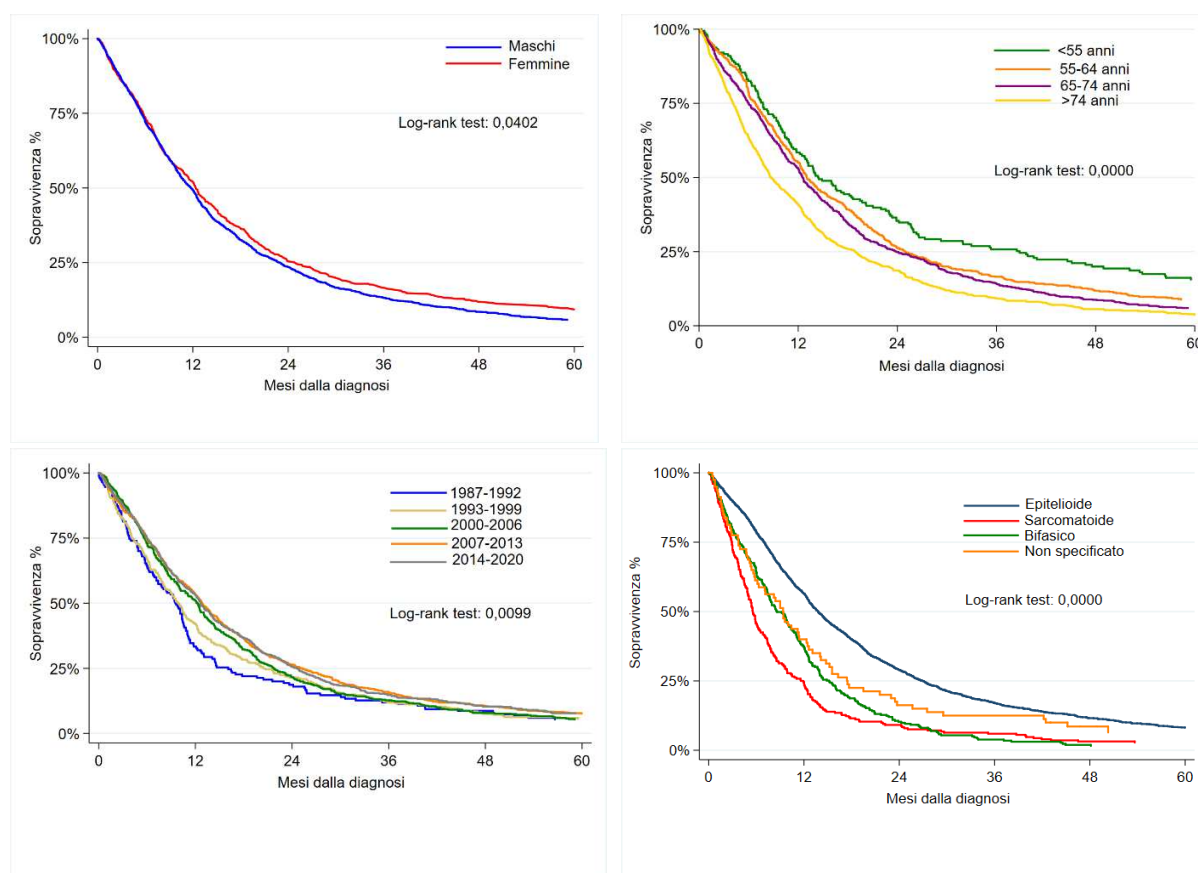 100%
75%
50%
25%
0%
Sopravvivenza %
Maschi
Femmine
Log-rank test: 0,0402
0 12 24 36 48 60
Mesi dalla diagnosi
100%
75%
50%
25%
0%
Sopravvivenza %
<55 anni
55-64 anni
65-74 anni
>74 anni
Log-rank test: 0,0000
0 12 24 36 48 60
Mesi dalla diagnosi
100%
75%
50%
25%
0%
Sopravvivenza %
1987-1992
1993-1999
2000-2006
2007-2013
2014-2020
Log-rank test: 0,0099
0 12 24 36 48 60
Mesi dalla diagnosi
100%
75%
50%
25%
0%
Sopravvivenza %
Epitelioide
Sarcomatoide
Bifasico
Non specificato
Log-rank test: 0,0000
0 12 24 36 48 60
Mesi dalla diagnosi